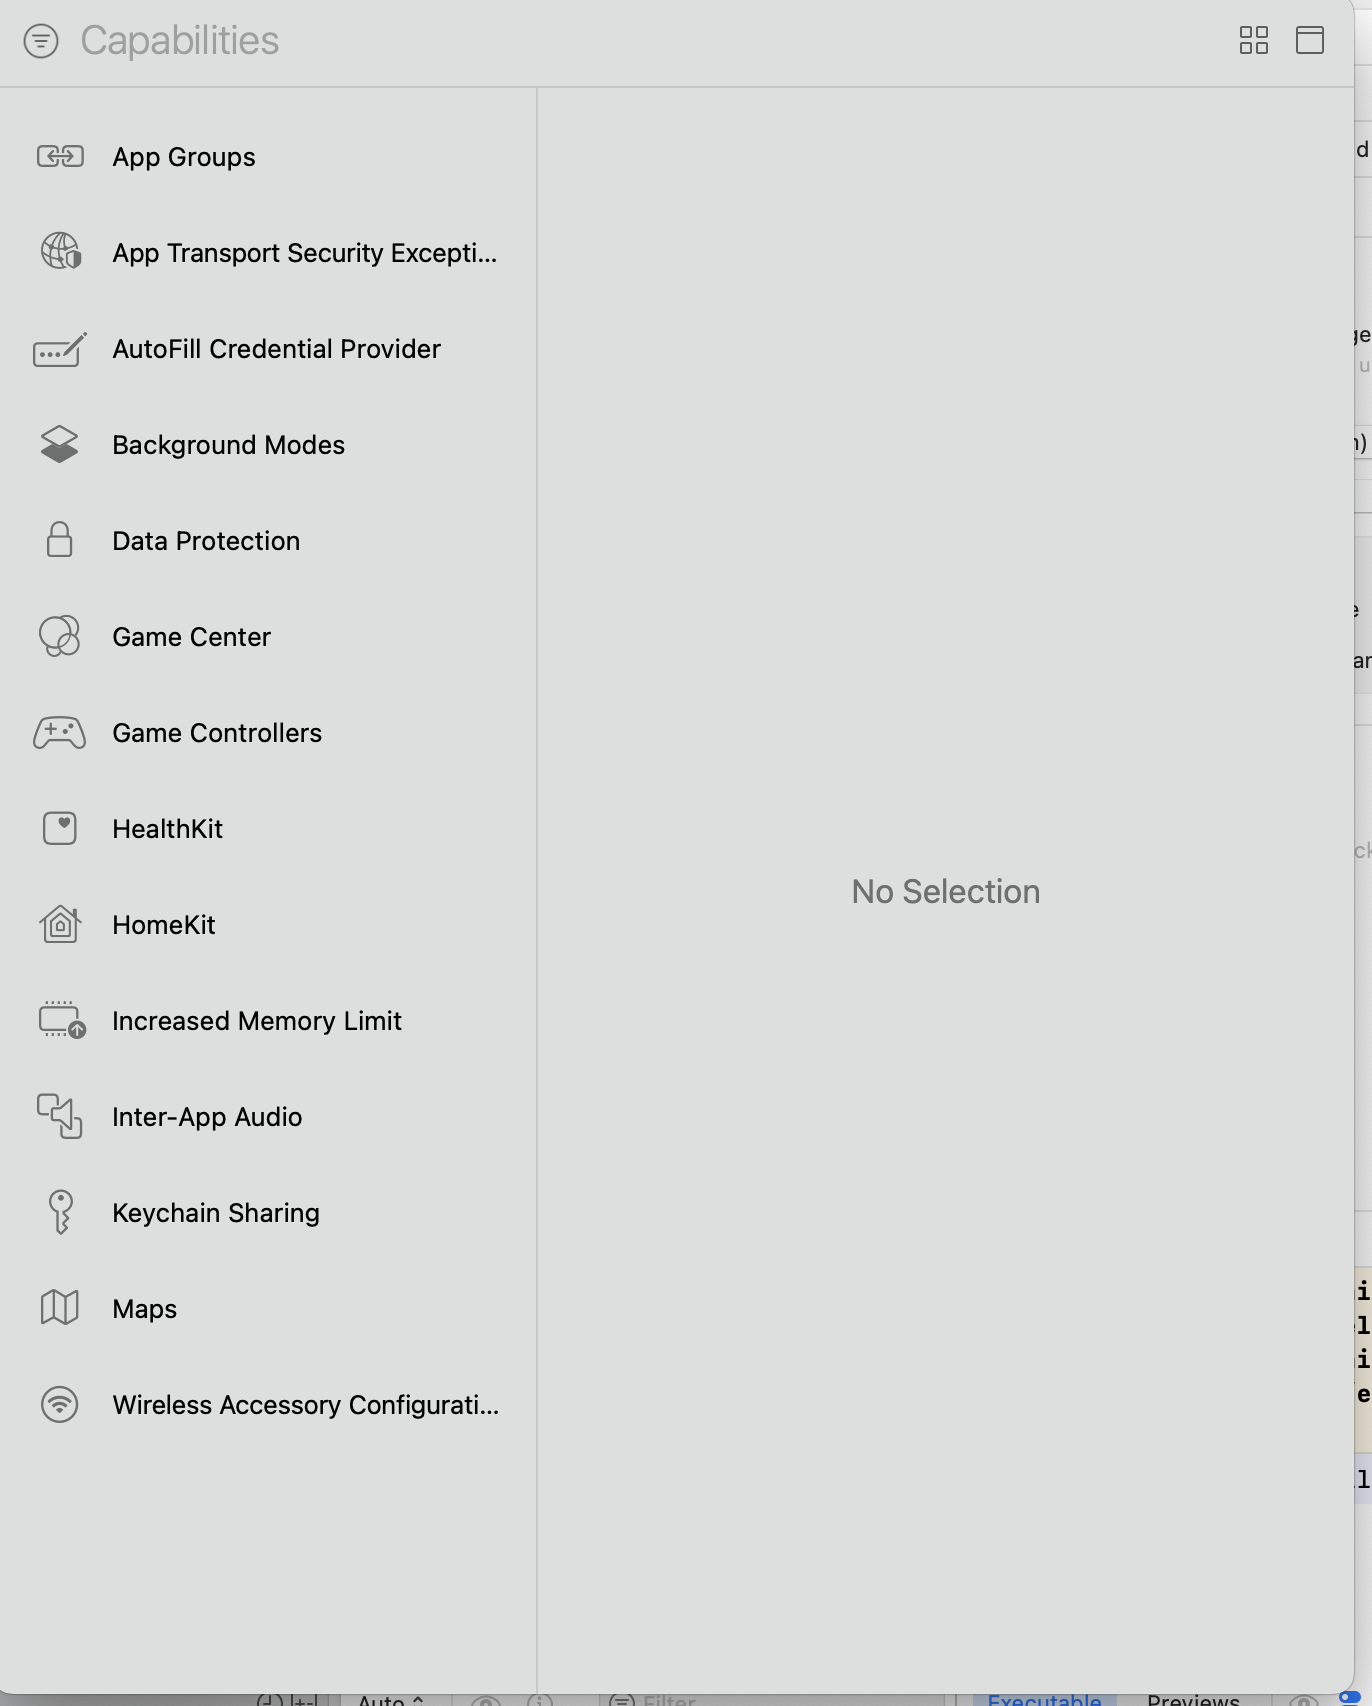 Capabilities
App Groups
App Transport Security Excepti...
AutoFill Credential Provider
Background Modes
Data Protection
Game Center
Game Controllers
HealthKit
HomeKit
Increased Memory Limit
Inter-App Audio
Keychain Sharing
Maps
Wireless Accessory Configurati...
No Selection
Auto
Filter
Executable
Previews